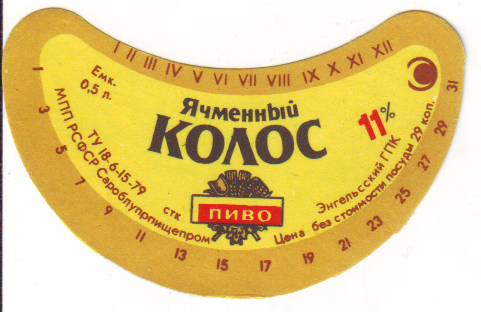 I II III IV V VI VII VIII IX X XI XII
Емк.
0,5 л.
Ячменный
КОЛОС
11%
ТУ 18-6-15-79
МПП РСФСР Сароблупрпищепром
стк
ПИВО
Энгельсский ГПК
Цена без стоимости посуды 29 коп.
1 3 5 7 9 11 13 15 17 19 21 23 25 27 29 31